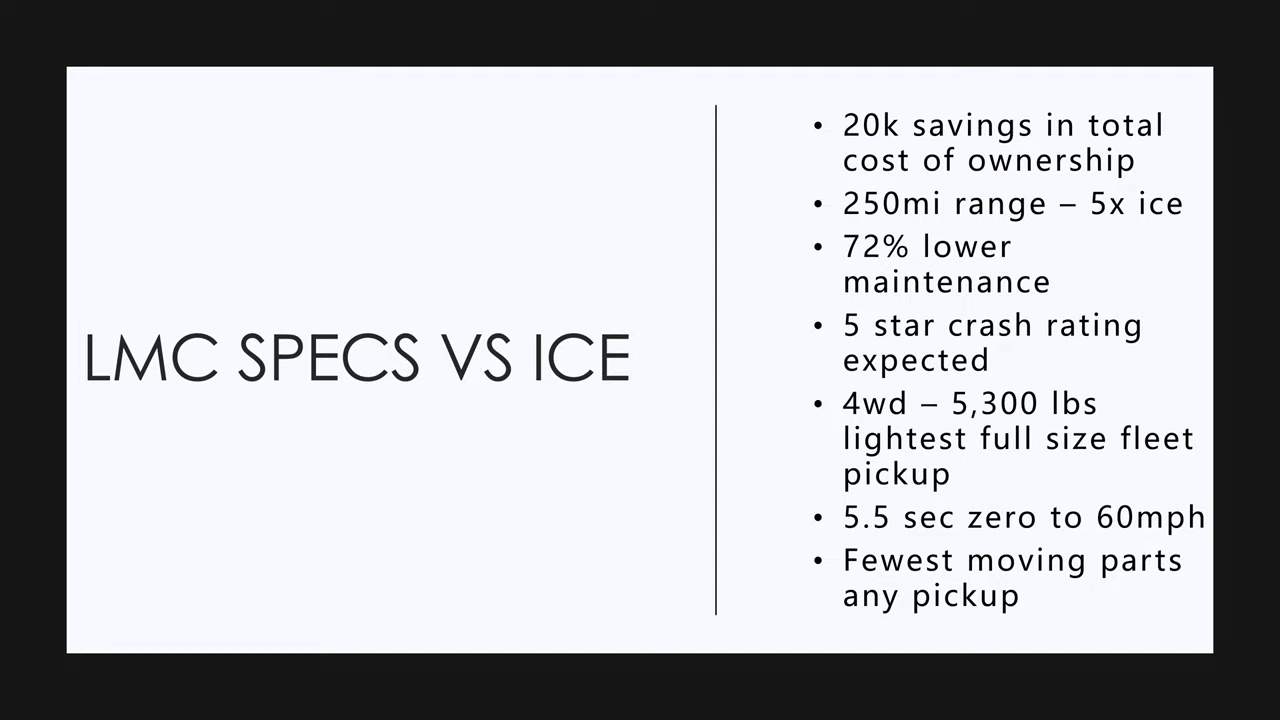 LMC SPECS VS ICE
• 20k savings in total
cost of ownership
• 250mi range – 5x ice
• 72% lower
maintenance
• 5 star crash rating
expected
• 4wd – 5,300 lbs
lightest full size fleet
pickup
• 5.5 sec zero to 60mph
• Fewest moving parts
any pickup